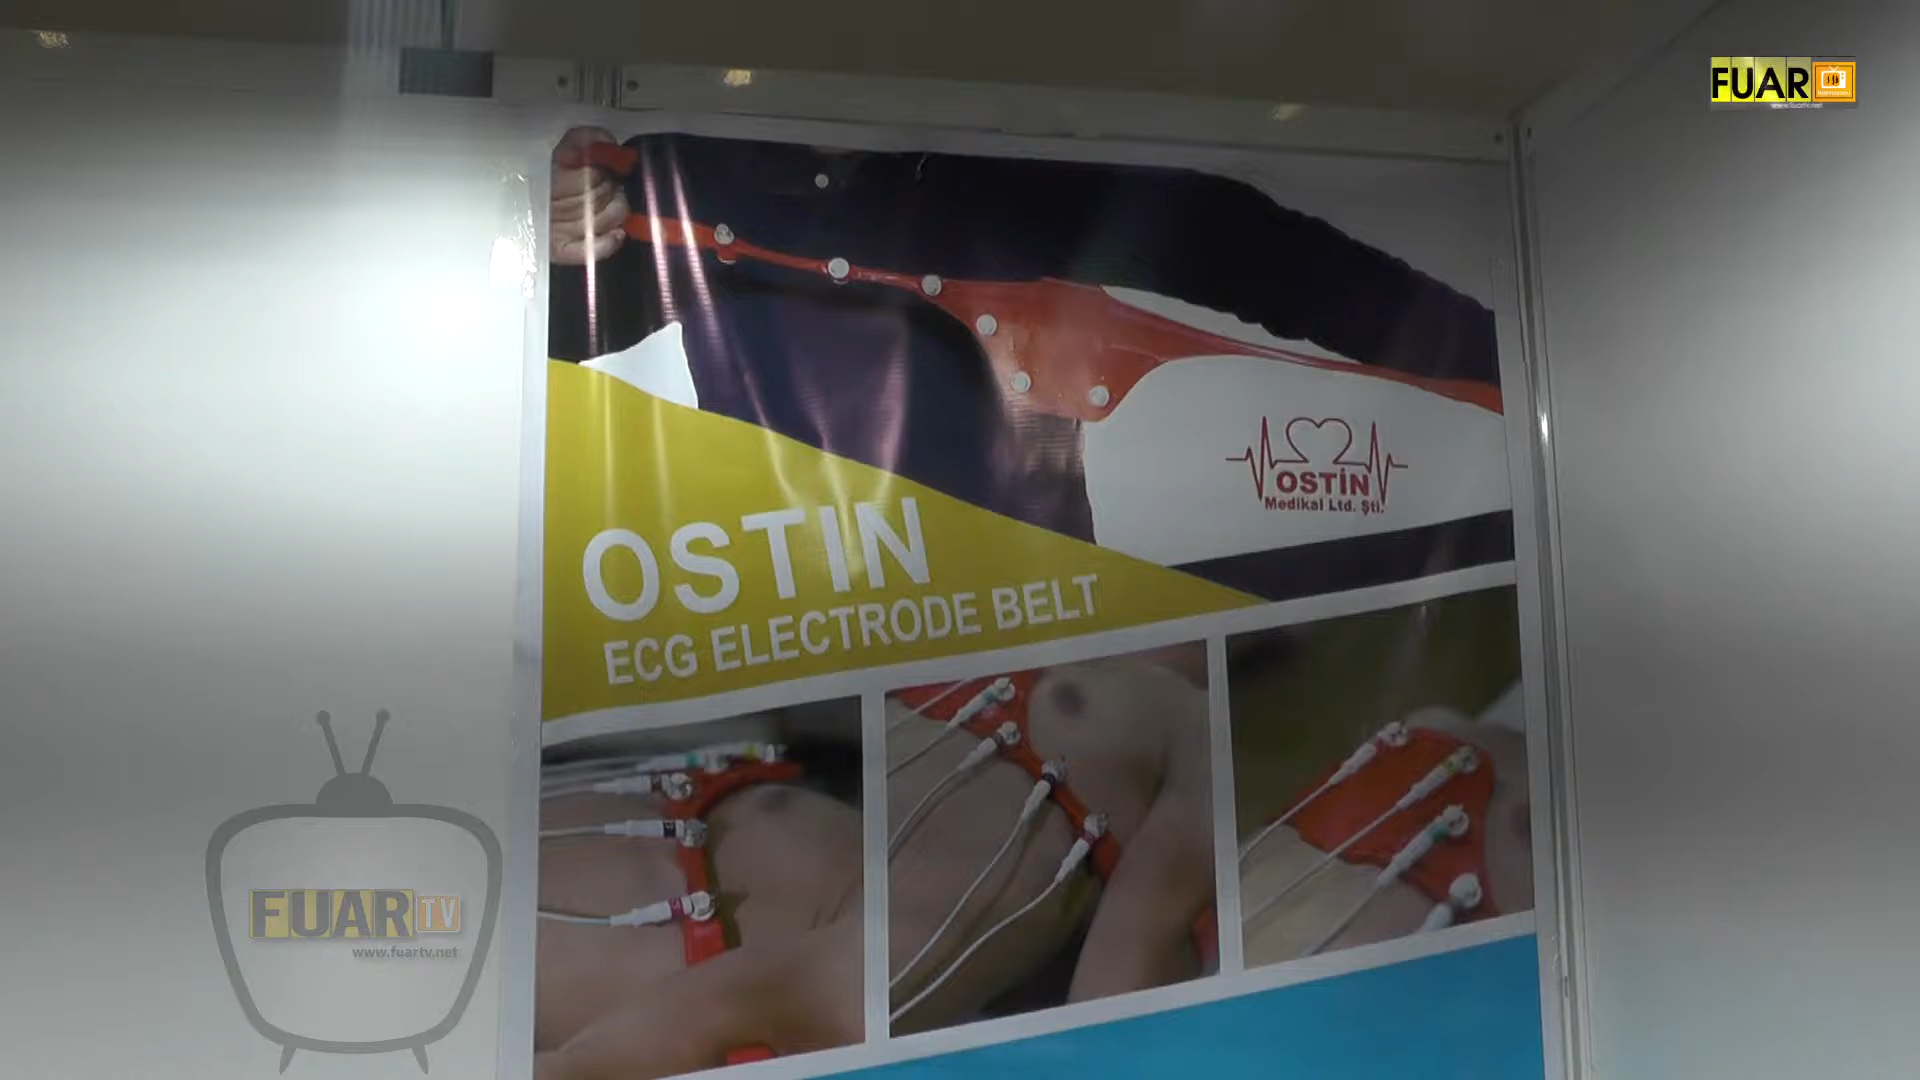 FUAR
OSTİN
Medikal Ltd. Şti.
OSTIN
ECG ELECTRODE BELT
FUAR TV
www.fuartv.net